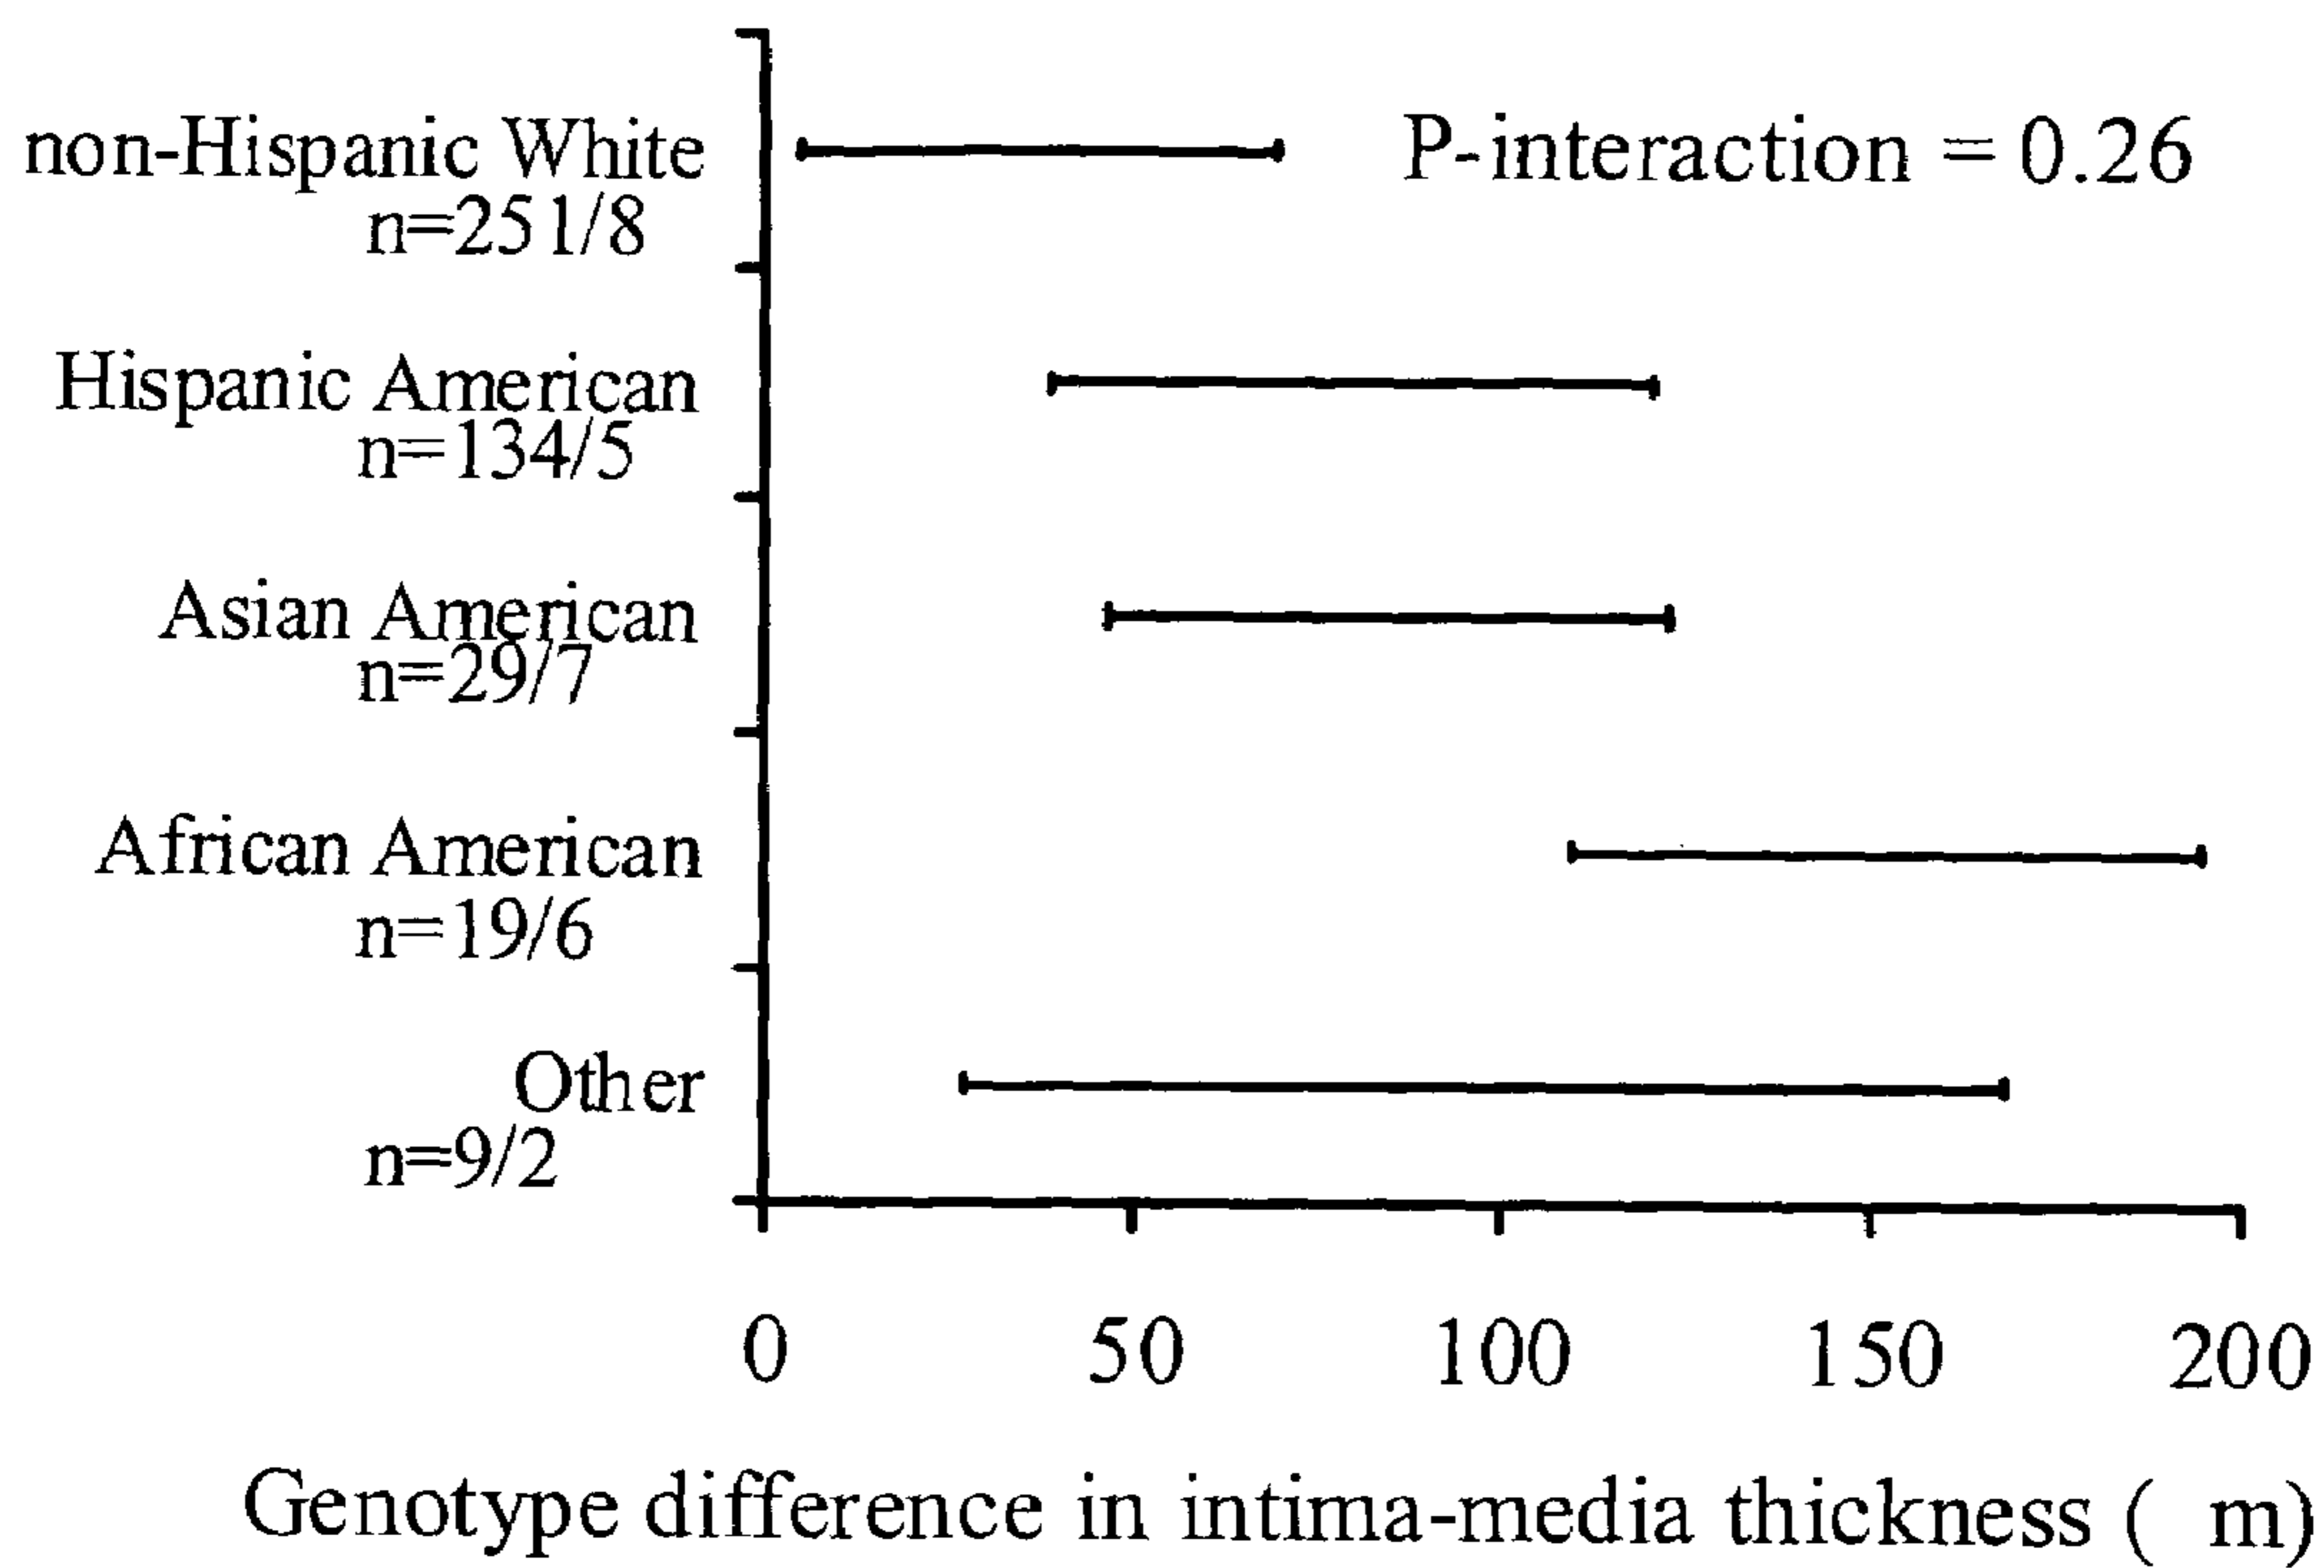 non-Hispanic White
n=251/8
P-interaction = 0.26
Hispanic American
n=134/5
Asian American
n=29/7
African American
n=19/6
Other
n=9/2
0 50 100 150 200
Genotype difference in intima-media thickness ( m)